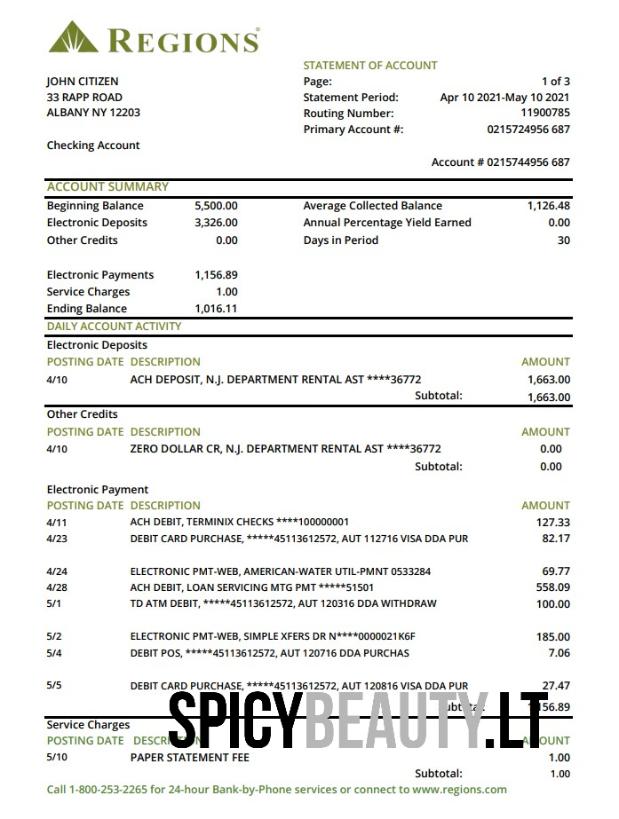 REGIONS
STATEMENT OF ACCOUNT
JOHN CITIZEN Page: 1 of 3
33 RAPP ROAD Statement Period: Apr 10 2021-May 10 2021
ALBANY NY 12203 Routing Number: 11900785
Primary Account #: 0215724956 687
Checking Account
Account # 0215744956 687
ACCOUNT SUMMARY
Beginning Balance 5,500.00 Average Collected Balance 1,126.48
Electronic Deposits 3,326.00 Annual Percentage Yield Earned 0.00
Other Credits 0.00 Days in Period 30
Electronic Payments 1,156.89
Service Charges 1.00
Ending Balance 1,016.11
DAILY ACCOUNT ACTIVITY
Electronic Deposits
POSTING DATE DESCRIPTION AMOUNT
4/10 ACH DEPOSIT, N.J. DEPARTMENT RENTAL AST ****36772 1,663.00
Subtotal: 1,663.00
Other Credits
POSTING DATE DESCRIPTION AMOUNT
4/10 ZERO DOLLAR CR, N.J. DEPARTMENT RENTAL AST ****36772 0.00
Subtotal: 0.00
Electronic Payment
POSTING DATE DESCRIPTION AMOUNT
4/11 ACH DEBIT, TERMINIX CHECKS ****100000001 127.33
4/23 DEBIT CARD PURCHASE, *****45113612572, AUT 112716 VISA DDA PUR 82.17
4/24 ELECTRONIC PMT-WEB, AMERICAN-WATER UTIL-PMNT 0533284 69.77
4/28 ACH DEBIT, LOAN SERVICING MTG PMT *****51501 558.09
5/1 TD ATM DEBIT, *****45113612572, AUT 120316 DDA WITHDRAW 100.00
5/2 ELECTRONIC PMT-WEB, SIMPLE XFERS DR N****0000021K6F 185.00
5/4 DEBIT POS, *****45113612572, AUT 120716 DDA PURCHAS 7.06
5/5 DEBIT CARD PURCHASE, *****45113612572, AUT 120816 VISA DDA PUR 27.47
SPICYBEAUTY.LT
Service Charges
POSTING DATE AMOUNT
5/10 PAPER STATEMENT FEE 1.00
Subtotal: 1.00
Call 1-800-253-2265 for 24-hour Bank-by-Phone services or connect to www.regions.com